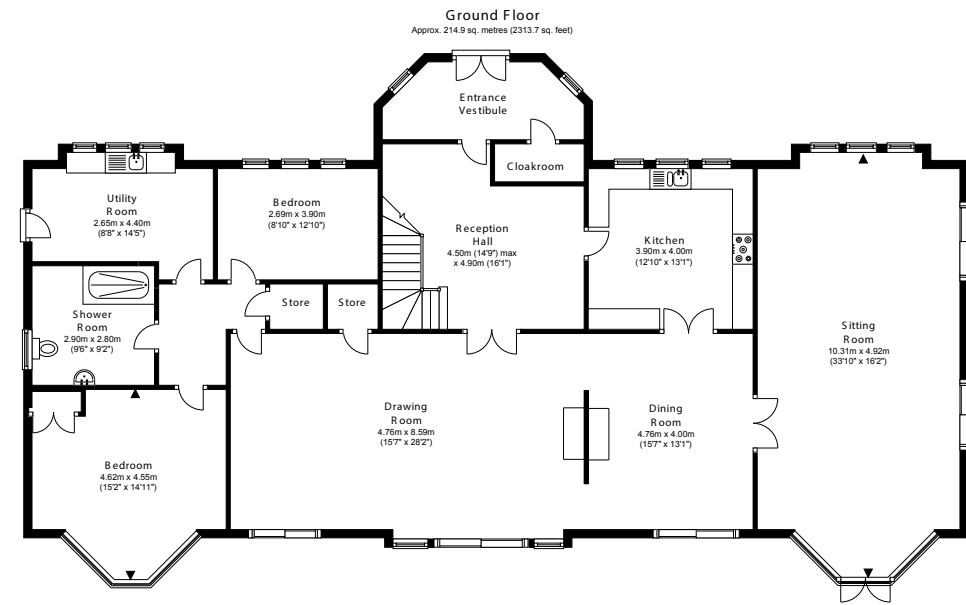 Ground Floor
Approx. 214.9 sq. metres (2313.7 sq. feet)
Entrance
Vestibule
Cloakroom
Utility
Room
2.65m x 4.40m
(8'8" x 14'5")
Bedroom
2.69m x 3.90m
(8'10" x 12'10")
Reception
Hall
4.50m (14'9") max
x 4.90m (16'1")
Kitchen
3.90m x 4.00m
(12'10" x 13'1")
Shower
Room
2.90m x 2.80m
(9'6" x 9'2")
Store
Store
Sitting
Room
10.31m x 4.92m
(33'10" x 16'2")
Drawing
Room
4.76m x 8.59m
(15'7" x 28'2")
Dining
Room
4.76m x 4.00m
(15'7" x 13'1")
Bedroom
4.62m x 4.55m
(15'2" x 14'11")